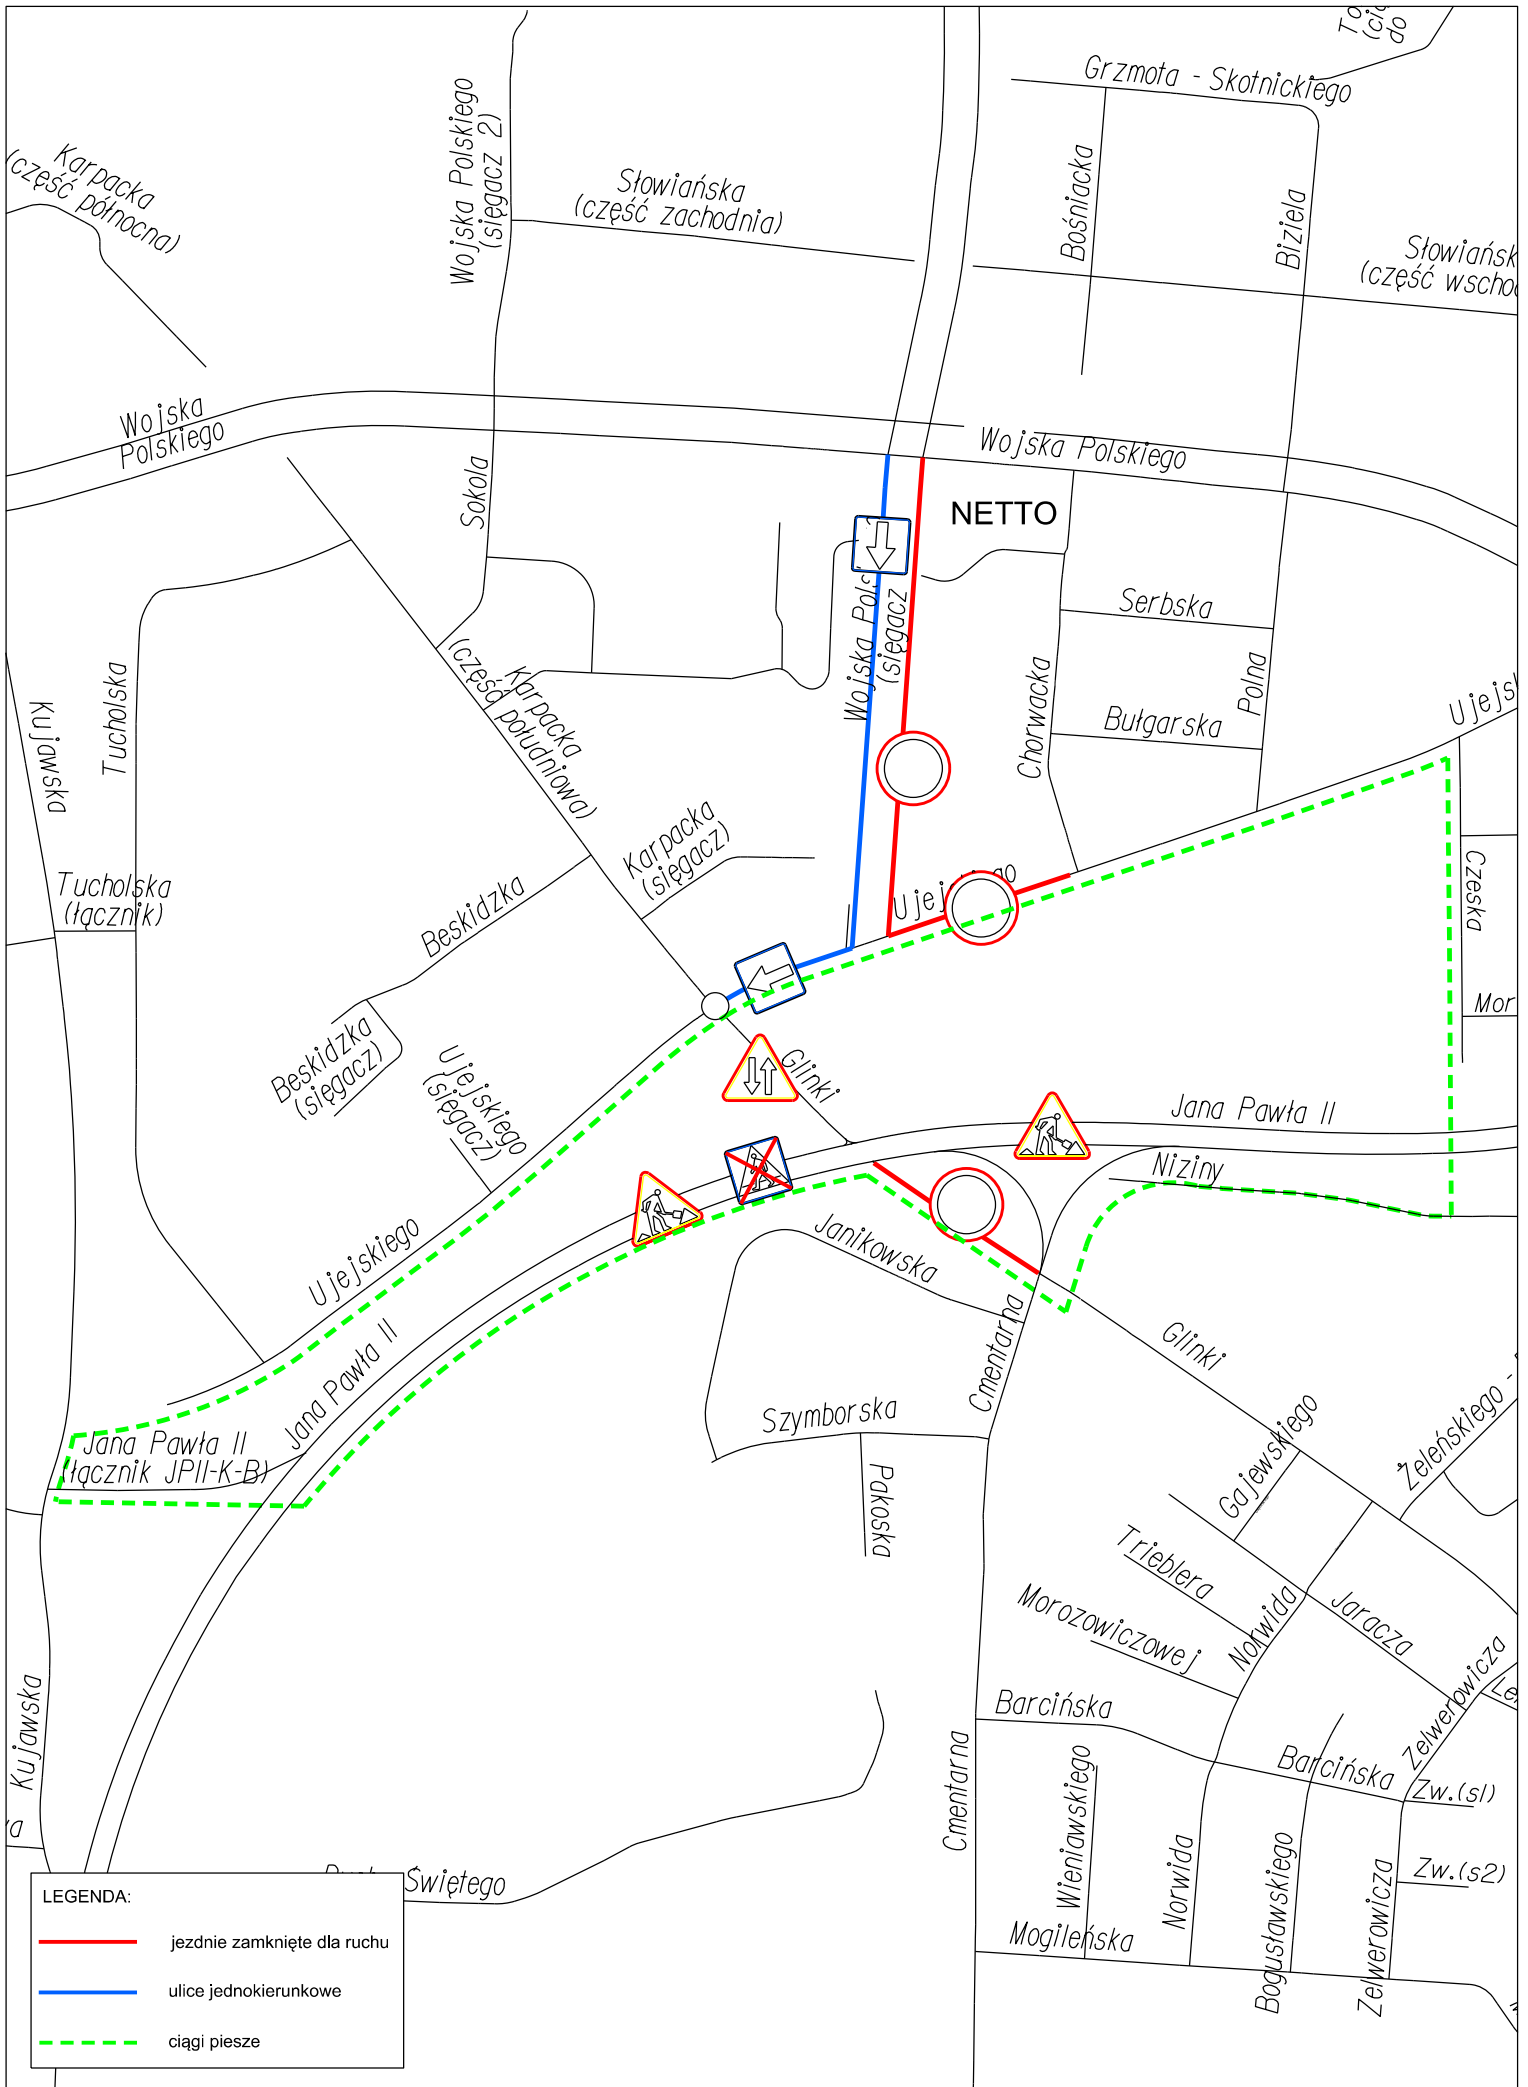 Grzmota - Skotnickiego
do
Karpacka
(część północna)
Wojska Polskiego
(sięgacz 2)
Słowiańska
(część zachodnia)
Bośniacka
Biziela
(część
Wojska
Polskiego
Wojska Polskiego
Sokola
NETTO
Serbska
Bułgarska
Chorwacka
Polna
Wojska
(sięgacz
Karpacka
(część południowa)
Kujawska
Tucholska
Karpacka
(sięgacz)
Tucholska
(łącznik)
Beskidzka
Czeska
Beskidzka
(sięgacz)
Ujejskiego
(sięgacz)
Glinki
Jana Pawła II
Niziny
Ujejskiego
Janikowska
Jana Pawła II
Cmentarna
Glinki
Jana Pawła II
(łącznik JPII-K-B)
Szymborska
Pakoska
Gajewskiego
Żeleńskiego -
Trieblera
Morozowiczowej
Norwida
Jaracza
Zelwerowicza
Kujawska
Barcińska
Barcińska
Zw.(s1)
Cmentarna
Wieniawskiego
Norwida
Bogusławskiego
Zelwerowicza
Zw.(s2)
Świętego
Mogileńska
LEGENDA:
jezdnie zamknięte dla ruchu
ulice jednokierunkowe
ciągi piesze